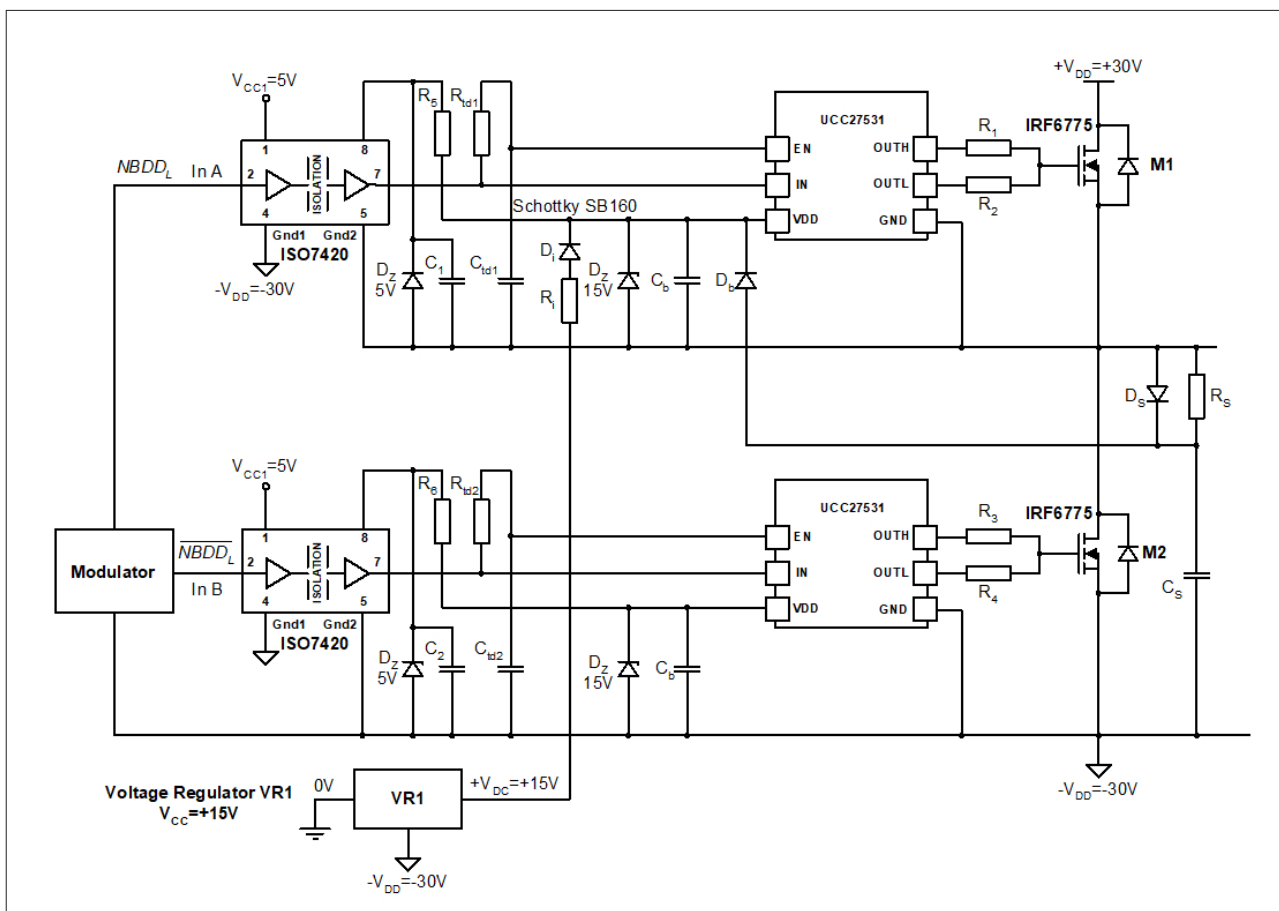 +V_DD=+30V
V_CC1=5V
R_5 R_td1
UCC27531
IRF6775
1 8
EN OUTH R_1
NBDD_L In A 2 ISOLATION 7
M1
IN OUTL R_2
Schottky SB160
VDD GND
4 5
Gnd1 Gnd2
ISO7420
-V_DD=-30V
D_Z 5V C_1 C_td1 D_i R_i D_Z 15V C_b D_b
D_S R_S
V_CC1=5V
R_6 R_td2
UCC27531
IRF6775
1 8
EN OUTH R_3
Modulator
NBDD_L
In B 2 ISOLATION 7
M2
IN OUTL R_4
C_S
VDD GND
4 5
Gnd1 Gnd2
ISO7420
D_Z 5V C_2 C_td2 D_Z 15V C_b
Voltage Regulator VR1
V_CC=+15V
0V VR1 +V_DC=+15V
-V_DD=-30V
-V_DD=-30V